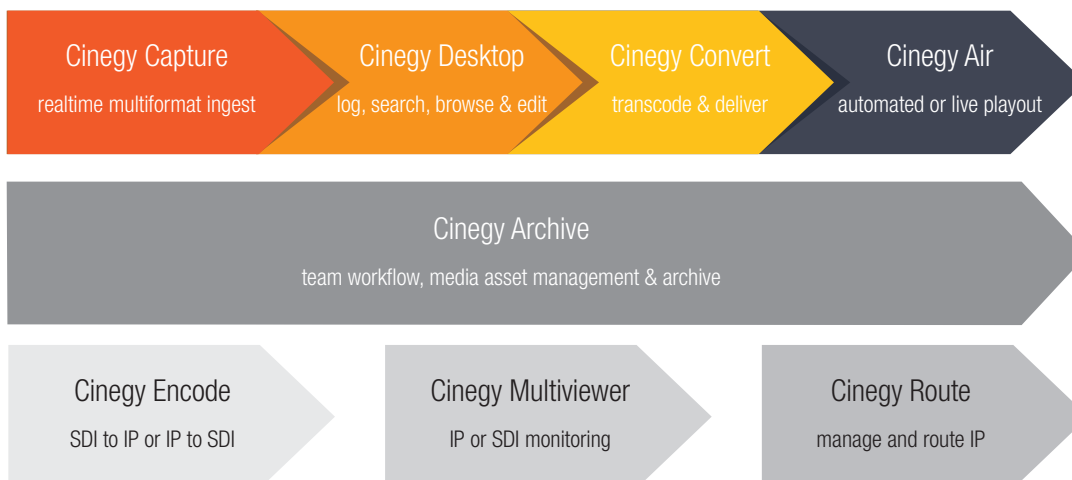 Cinegy Capture
realtime multiformat ingest
Cinegy Desktop
log, search, browse & edit
Cinegy Convert
transcode & deliver
Cinegy Air
automated or live playout
Cinegy Archive
team workflow, media asset management & archive
Cinegy Encode
SDI to IP or IP to SDI
Cinegy Multiviewer
IP or SDI monitoring
Cinegy Route
manage and route IP